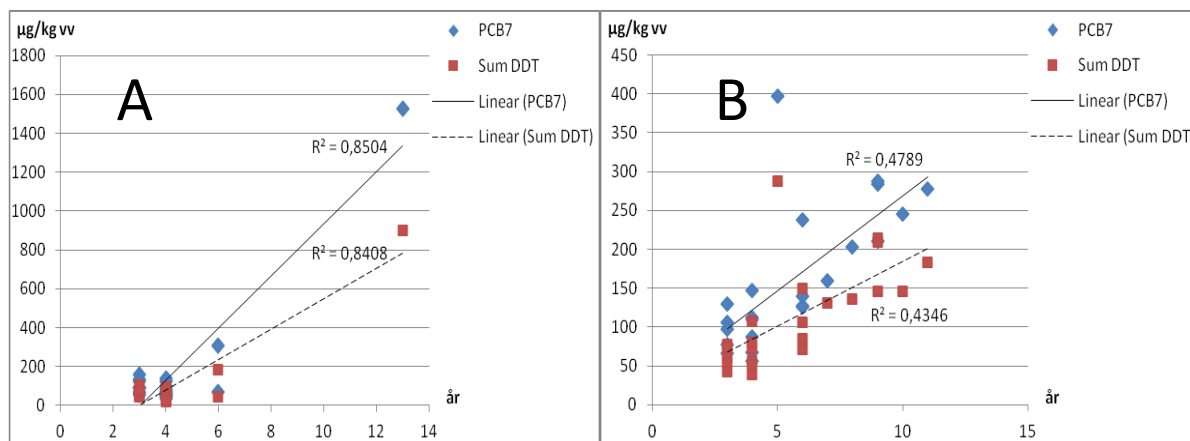 µg/kg vv
1800
1600
1400
1200
1000
800
600
400
200
0
0 2 4 6 8 10 12 14
år
A
R² = 0,8504
R² = 0,8408
PCB7
Sum DDT
Linear (PCB7)
Linear (Sum DDT)
µg/kg vv
450
400
350
300
250
200
150
100
50
0
0 5 10 15
år
B
R² = 0,4789
R² = 0,4346
PCB7
Sum DDT
Linear (PCB7)
Linear (Sum DDT)